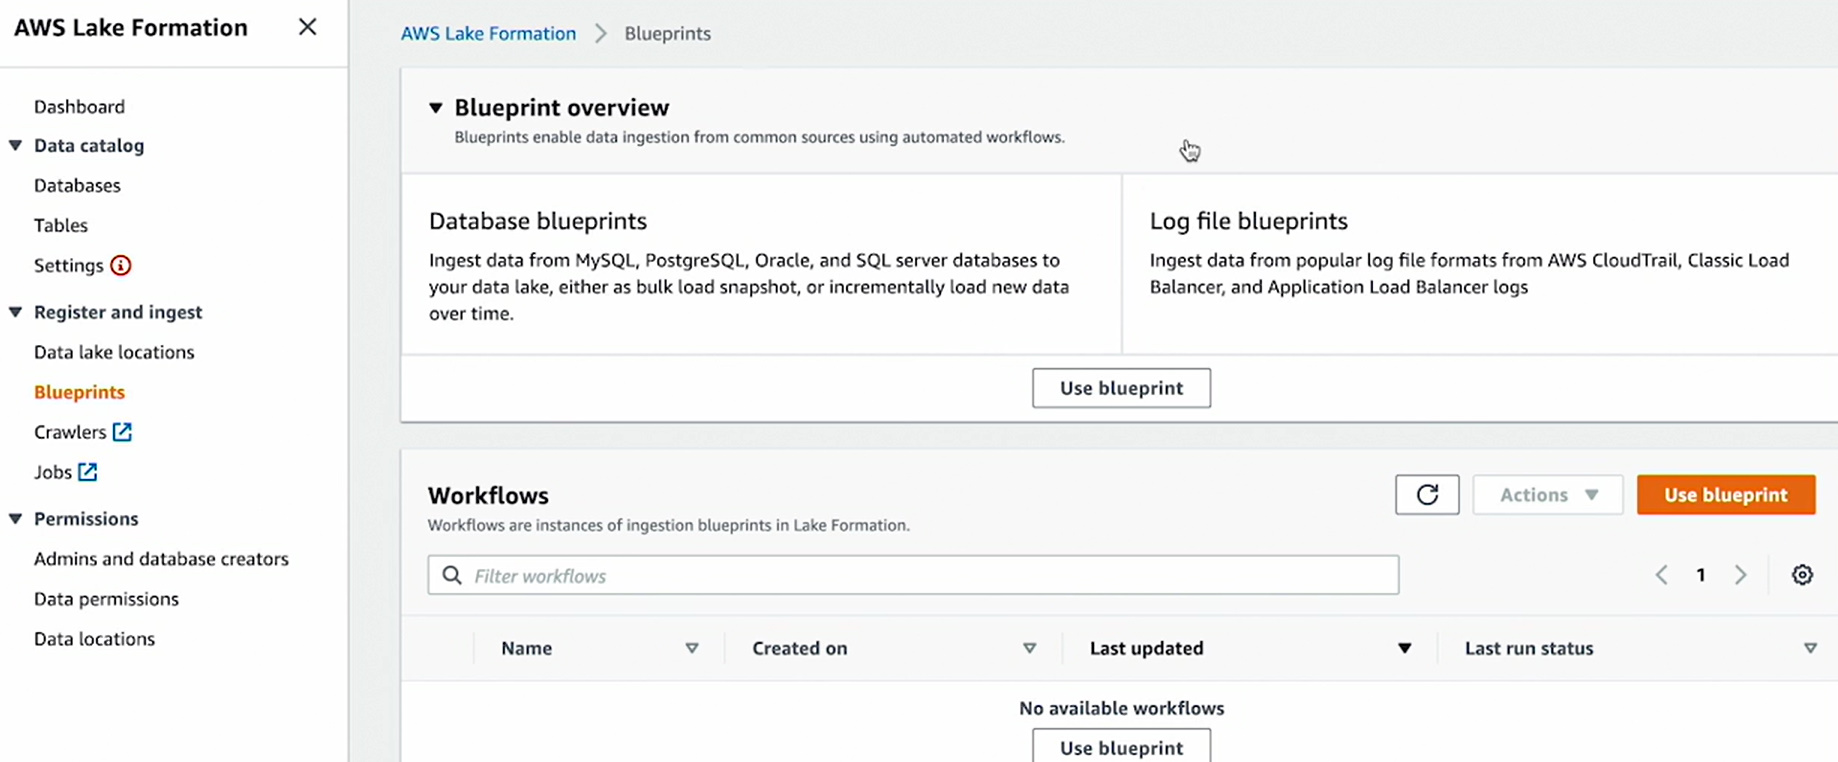 AWS Lake Formation
Dashboard
Data catalog
Databases
Tables
Settings
Register and ingest
Data lake locations
Blueprints
Crawlers
Jobs
Permissions
Admins and database creators
Data permissions
Data locations
AWS Lake Formation > Blueprints
Blueprint overview
Blueprints enable data ingestion from common sources using automated workflows.
Database blueprints
Ingest data from MySQL, PostgreSQL, Oracle, and SQL server databases to
your data lake, either as bulk load snapshot, or incrementally load new data
over time.
Log file blueprints
Ingest data from popular log file formats from AWS CloudTrail, Classic Load
Balancer, and Application Load Balancer logs
Use blueprint
Workflows
Workflows are instances of ingestion blueprints in Lake Formation.
Actions
Use blueprint
Filter workflows
1
Name
Created on
Last updated
Last run status
No available workflows
Use blueprint